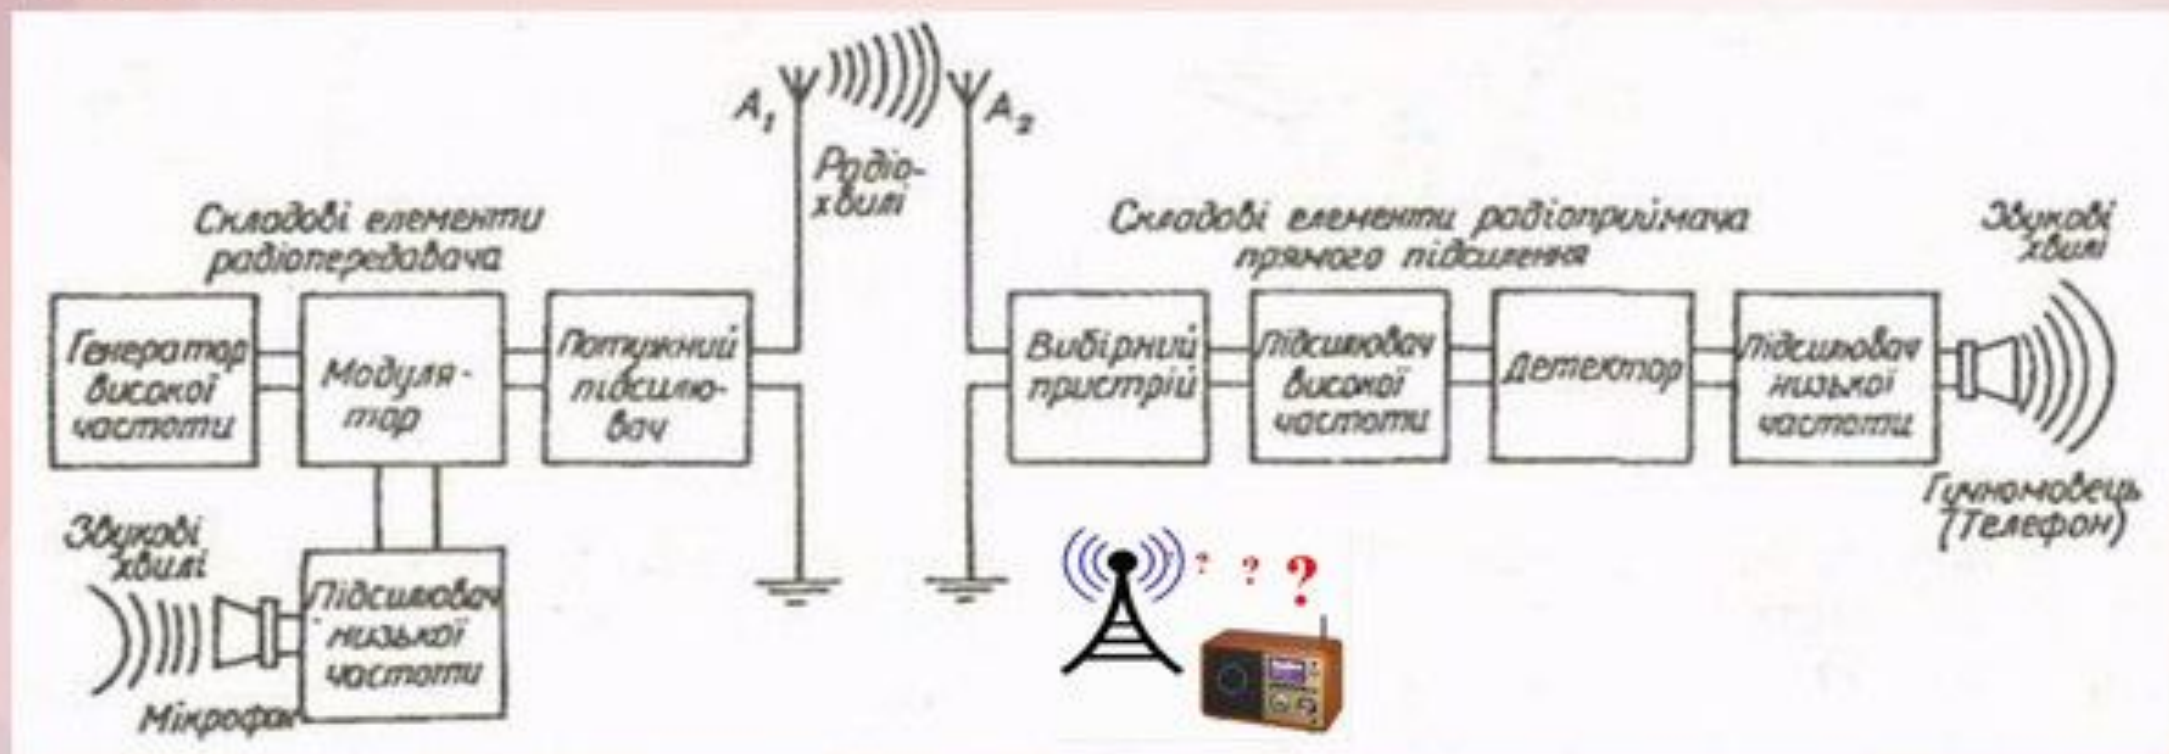 A₁
A₂
Радіо-
хвилі
Складові елементи
радіопередавача
Генератор
високої
частоти
Модуля-
тор
Потужний
підсилю-
вач
Звукові
хвилі
Мікрофон
Підсилювач
низької
частоти
Складові елементи радіоприймача
прямого підсилення
Вибірний
пристрій
Підсилювач
високої
частоти
Детектор
Підсилювач
низької
частоти
Звукові
хвилі
Гучномовець
(Телефон)
? ? ?